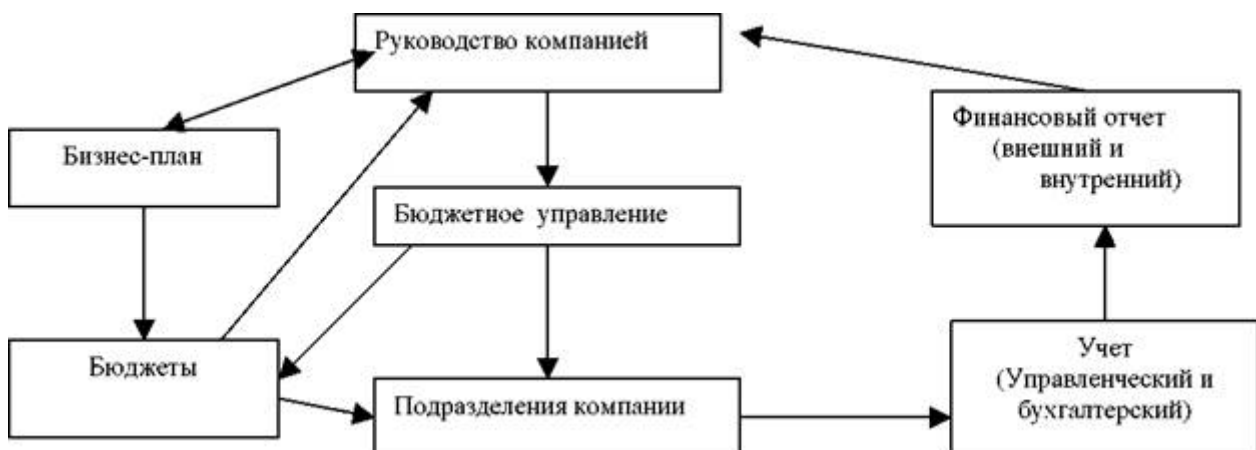 Руководство компанией
Финансовый отчет
(внешний и
внутренний)
Бизнес-план
Бюджетное управление
Бюджеты
Подразделения компании
Учет
(Управленческий и
бухгалтерский)